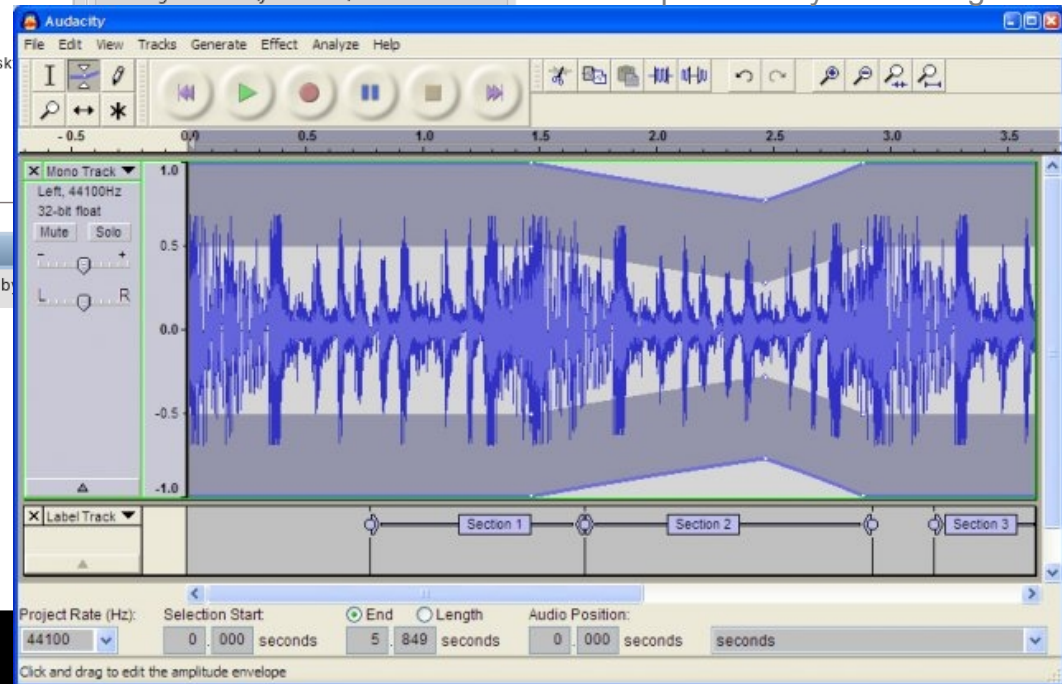 Audacity
File Edit View Tracks Generate Effect Analyze Help
- 0.5 0,0 0.5 1.0 1.5 2.0 2.5 3.0 3.5
Mono Track
Left, 44100Hz
32-bit float
Mute Solo
- +
L R
1.0
0.5
0.0
-0.5
-1.0
Label Track
Section 1 Section 2 Section 3
Project Rate (Hz): Selection Start: End Length Audio Position:
44100 0 . 000 seconds 5 . 849 seconds 0 . 000 seconds seconds
Click and drag to edit the amplitude envelope
sk
by